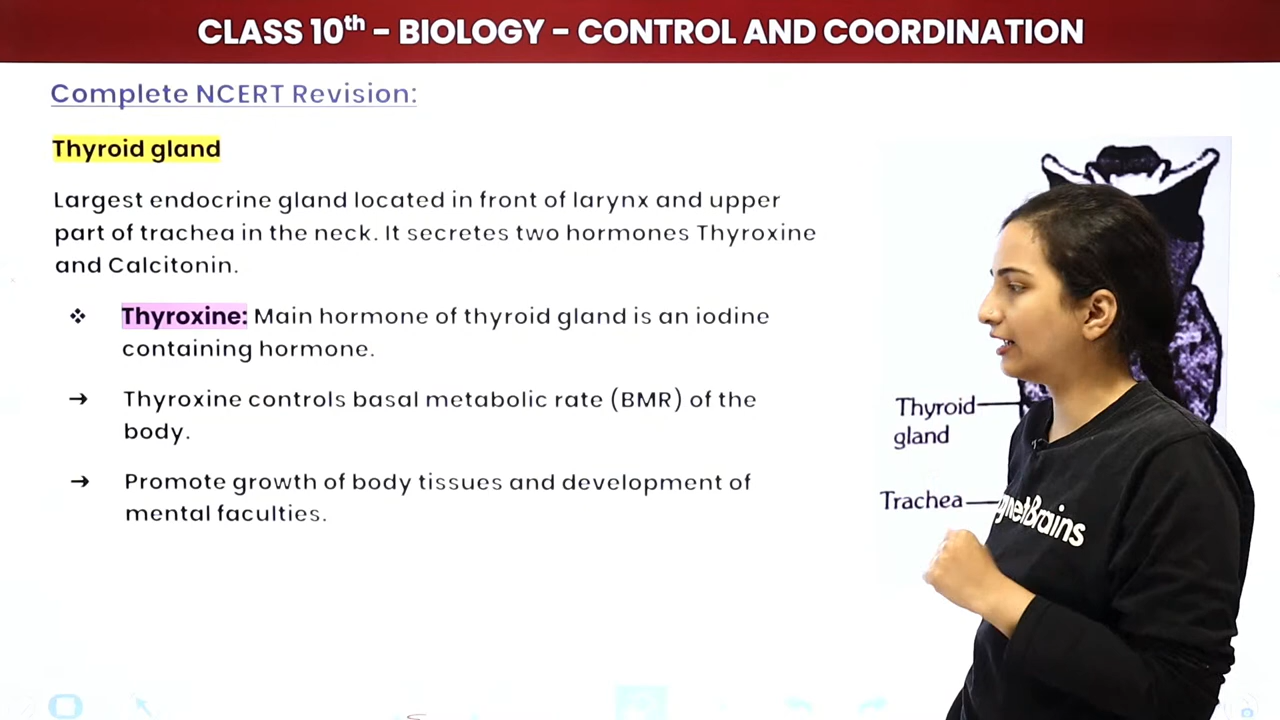 CLASS 10th - BIOLOGY - CONTROL AND COORDINATION
Complete NCERT Revision:
Thyroid gland
Largest endocrine gland located in front of larynx and upper
part of trachea in the neck. It secretes two hormones Thyroxine
and Calcitonin.
❖ Thyroxine: Main hormone of thyroid gland is an iodine
containing hormone.
→ Thyroxine controls basal metabolic rate (BMR) of the
body.
→ Promote growth of body tissues and development of
mental faculties.
Thyroid
gland
Trachea